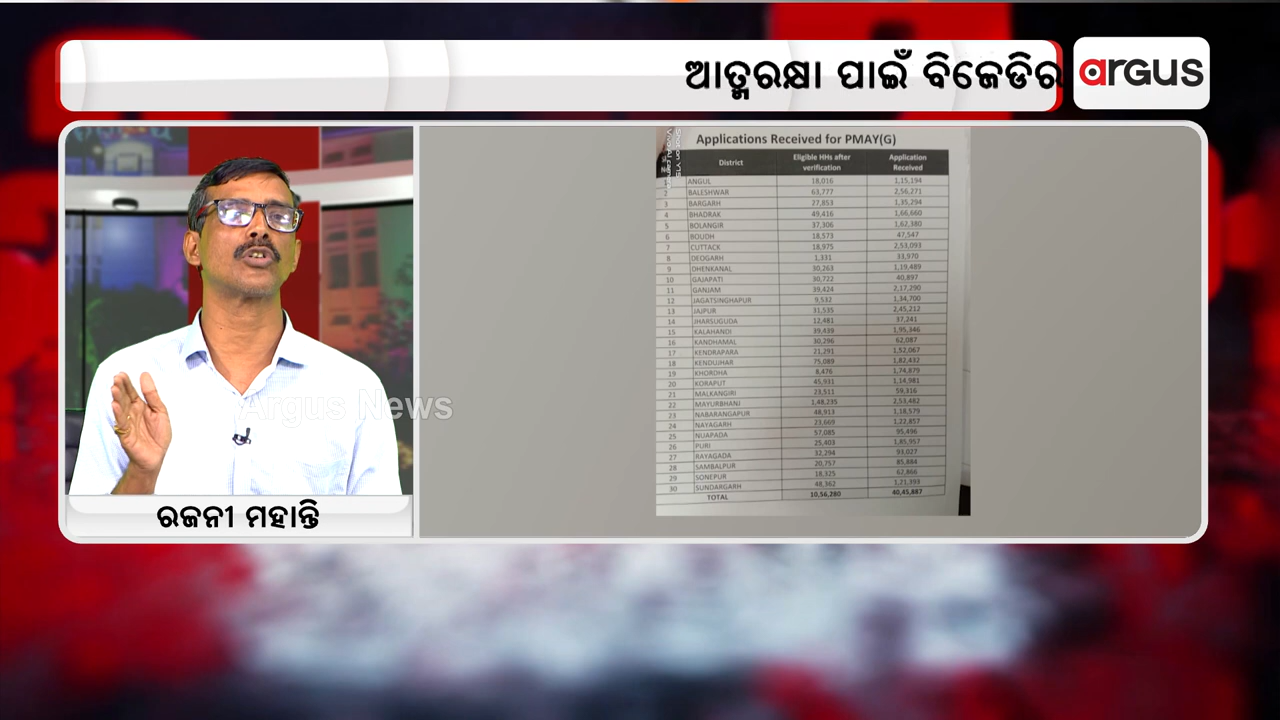 ଆତ୍ମରକ୍ଷା ପାଇଁ ବିଜେଡିର
argus
Applications Received for PMAY(G)
District Eligible HHs after verification Application Received
ANGUL 18,016 1,15,194
2 BALESHWAR 63,777 2,56,271
3 BARGARH 27,853 1,35,294
4 BHADRAK 49,416 1,66,660
5 BOLANGIR 37,306 1,62,380
6 BOUDH 18,573 47,547
7 CUTTACK 18,975 2,53,093
8 DEOGARH 1,331 33,970
9 DHENKANAL 30,263 1,19,489
10 GAJAPATI 30,722 40,897
11 GANJAM 39,424 2,17,290
12 JAGATSINGHAPUR 9,532 1,34,700
13 JAJPUR 31,535 2,45,212
14 JHARSUGUDA 12,481 37,241
15 KALAHANDI 39,439 1,95,346
16 KANDHAMAL 30,296 62,087
17 KENDRAPARA 21,291 1,52,067
18 KENDUJHAR 75,089 1,82,432
19 KHORDHA 8,476 1,74,879
20 KORAPUT 45,931 1,14,981
21 MALKANGIRI 23,511 59,316
22 MAYURBHANJ 1,48,235 2,53,482
23 NABARANGAPUR 48,913 1,18,579
24 NAYAGARH 23,669 1,22,857
25 NUAPADA 57,085 95,496
26 PURI 25,403 1,85,957
27 RAYAGADA 32,294 93,027
28 SAMBALPUR 20,757 85,884
29 SONEPUR 18,325 62,866
30 SUNDARGARH 48,362 1,21,393
TOTAL 10,56,280 40,45,887
Argus News
ରଜନୀ ମହାନ୍ତି